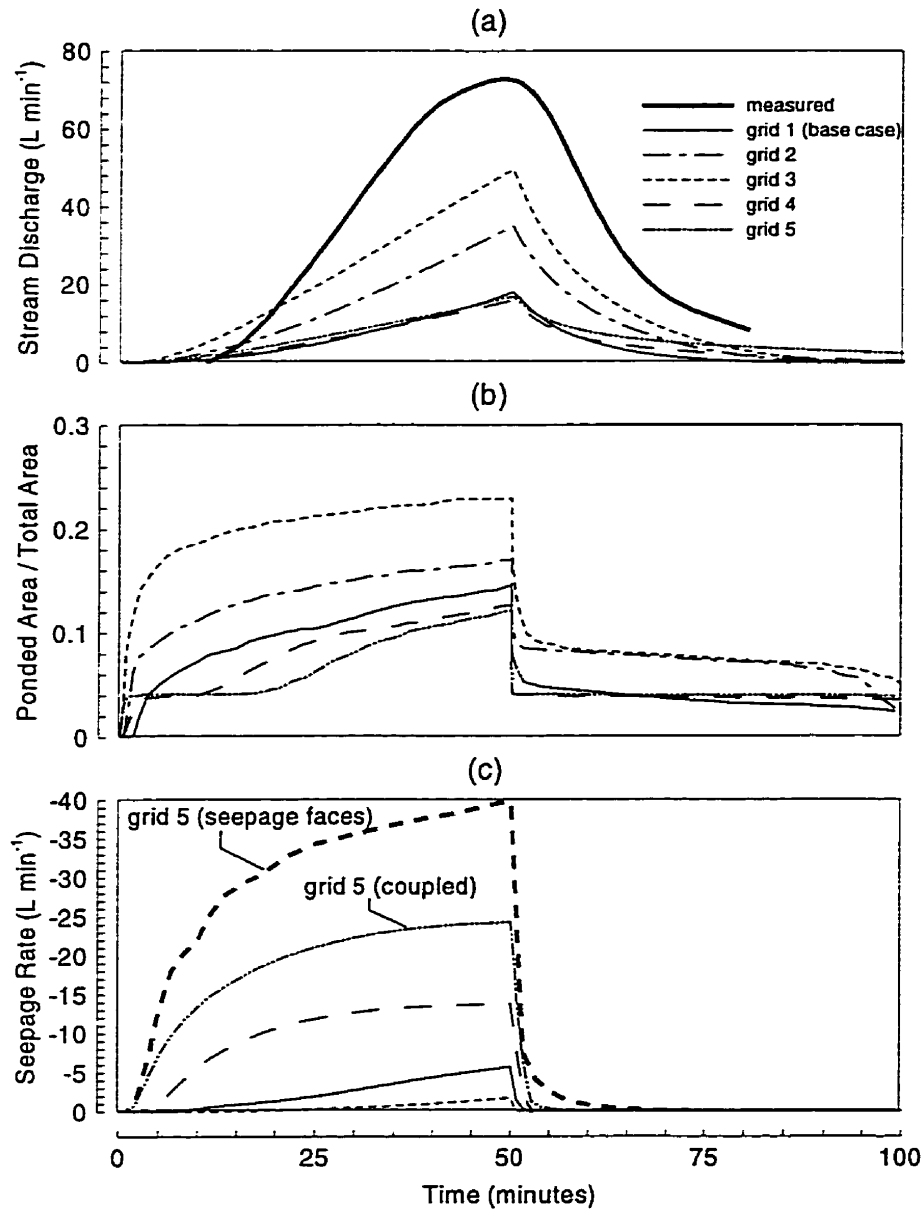 (a)
Stream Discharge (L min⁻¹)
80
60
40
20
0
measured
grid 1 (base case)
grid 2
grid 3
grid 4
grid 5
(b)
Ponded Area / Total Area
0.3
0.2
0.1
0
(c)
Seepage Rate (L min⁻¹)
-40
-35
-30
-25
-20
-15
-10
-5
0
grid 5 (seepage faces)
grid 5 (coupled)
0 25 50 75 100
Time (minutes)